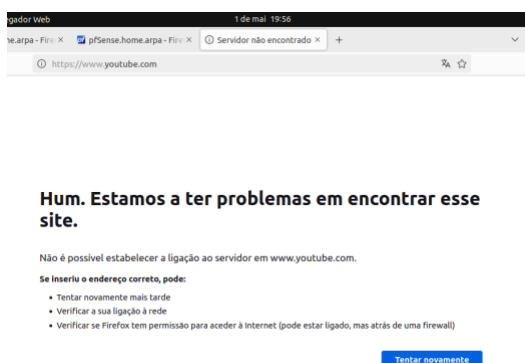 egador Web
1 de mai 19:56
ne.arpa - Fire
pfSense.home.arpa - Fire
Servidor não encontrado
https://www.youtube.com
Hum. Estamos a ter problemas em encontrar esse
site.
Não é possível estabelecer a ligação ao servidor em www.youtube.com.
Se inseriu o endereço correto, pode:
Tentar novamente mais tarde
Verificar a sua ligação à rede
Verificar se Firefox tem permissão para aceder à Internet (pode estar ligado, mas atrás de uma firewall)
Tentar novamente